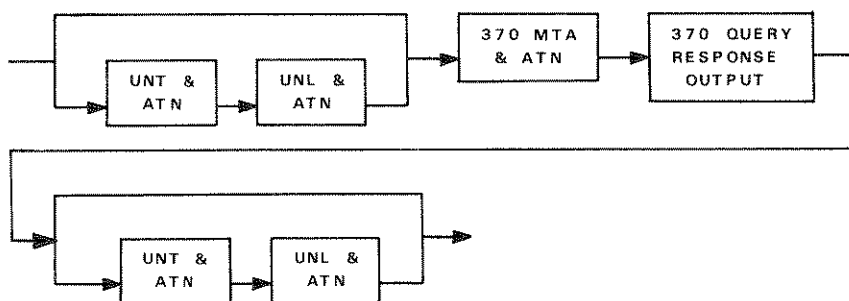 UNT &
ATN
UNL &
ATN
370 MTA
& ATN
370 QUERY
RESPONSE
OUTPUT
UNT &
ATN
UNL &
ATN